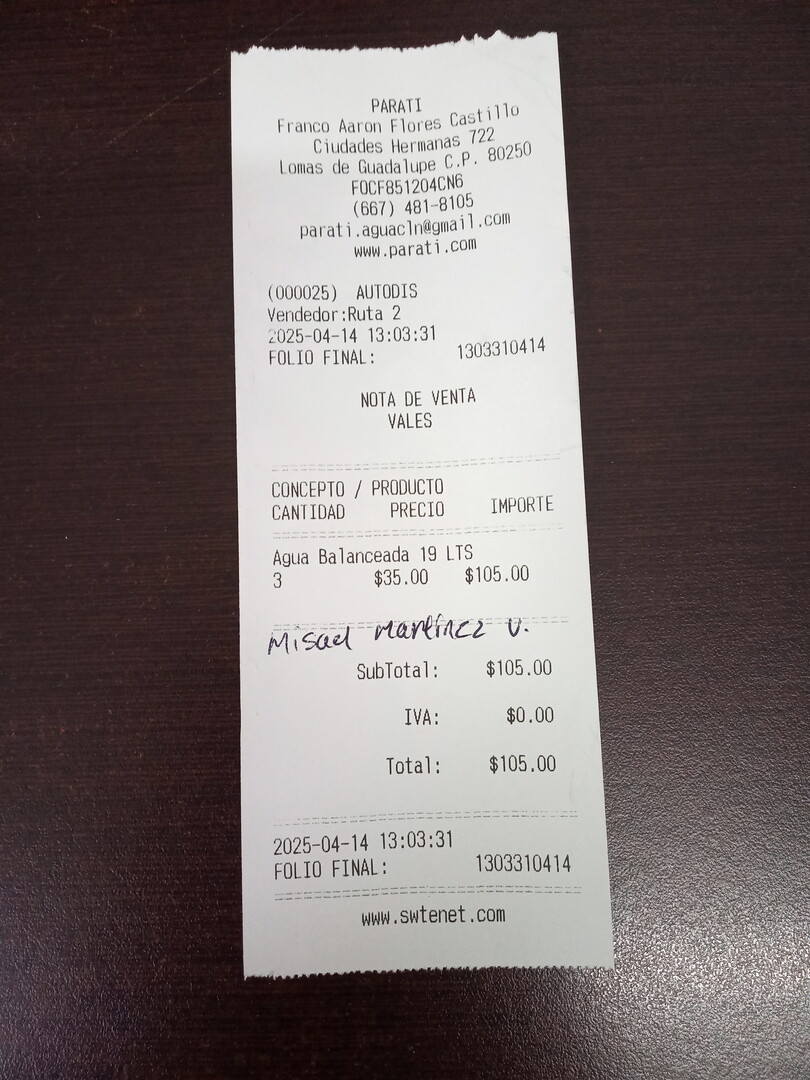 PARATI
Franco Aaron Flores Castillo
Ciudades Hermanas 722
Lomas de Guadalupe C.P. 80250
FOCF851204CN6
(667) 481-8105
parati.aguacln@gmail.com
www.parati.com
(000025) AUTODIS
Vendedor:Ruta 2
2025-04-14 13:03:31
FOLIO FINAL: 1303310414
NOTA DE VENTA
VALES
CONCEPTO / PRODUCTO
CANTIDAD PRECIO IMPORTE
Agua Balanceada 19 LTS
3 $35.00 $105.00
Misael Martínez V.
SubTotal: $105.00
IVA: $0.00
Total: $105.00
2025-04-14 13:03:31
FOLIO FINAL: 1303310414
www.swtenet.com